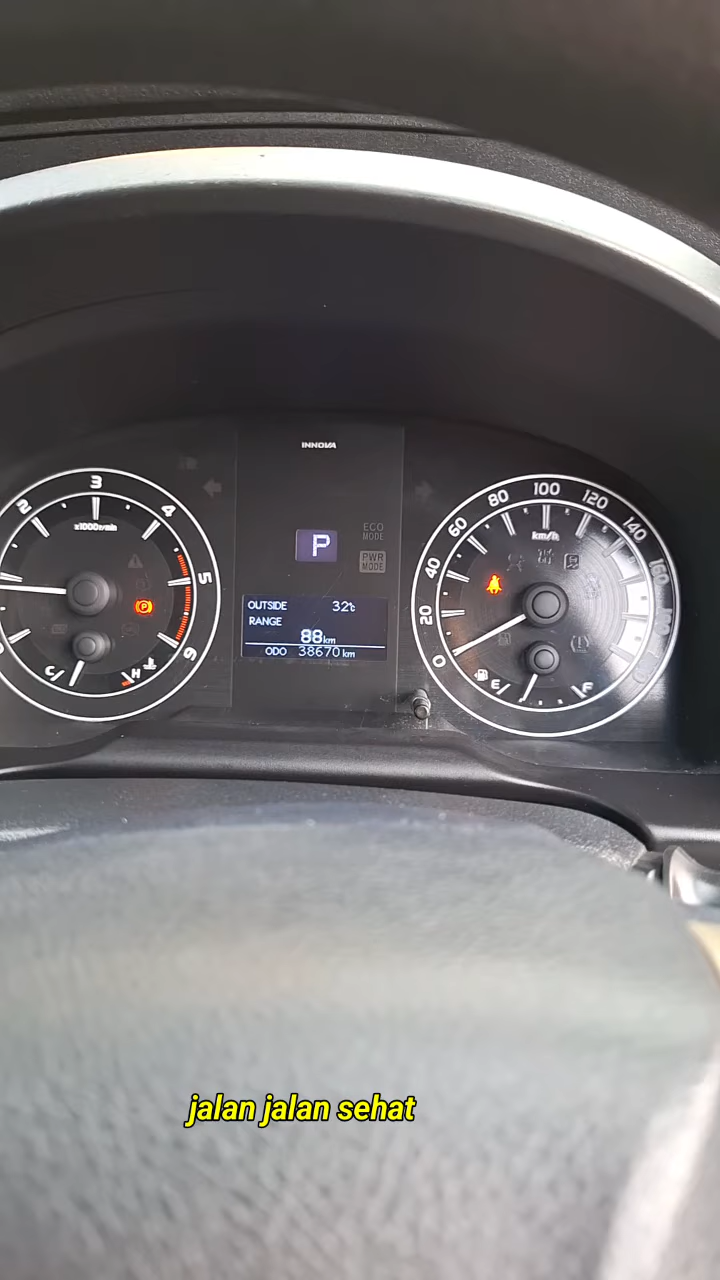 INNOVA
2 3 4 5 6
x1000r/min
P
ECO
MODE
PWR
MODE
P
OUTSIDE 32℃
RANGE
88km
ODO 38670 km
C H
0 20 40 60 80 100 120 140 160
km/h
E F
jalan jalan sehat